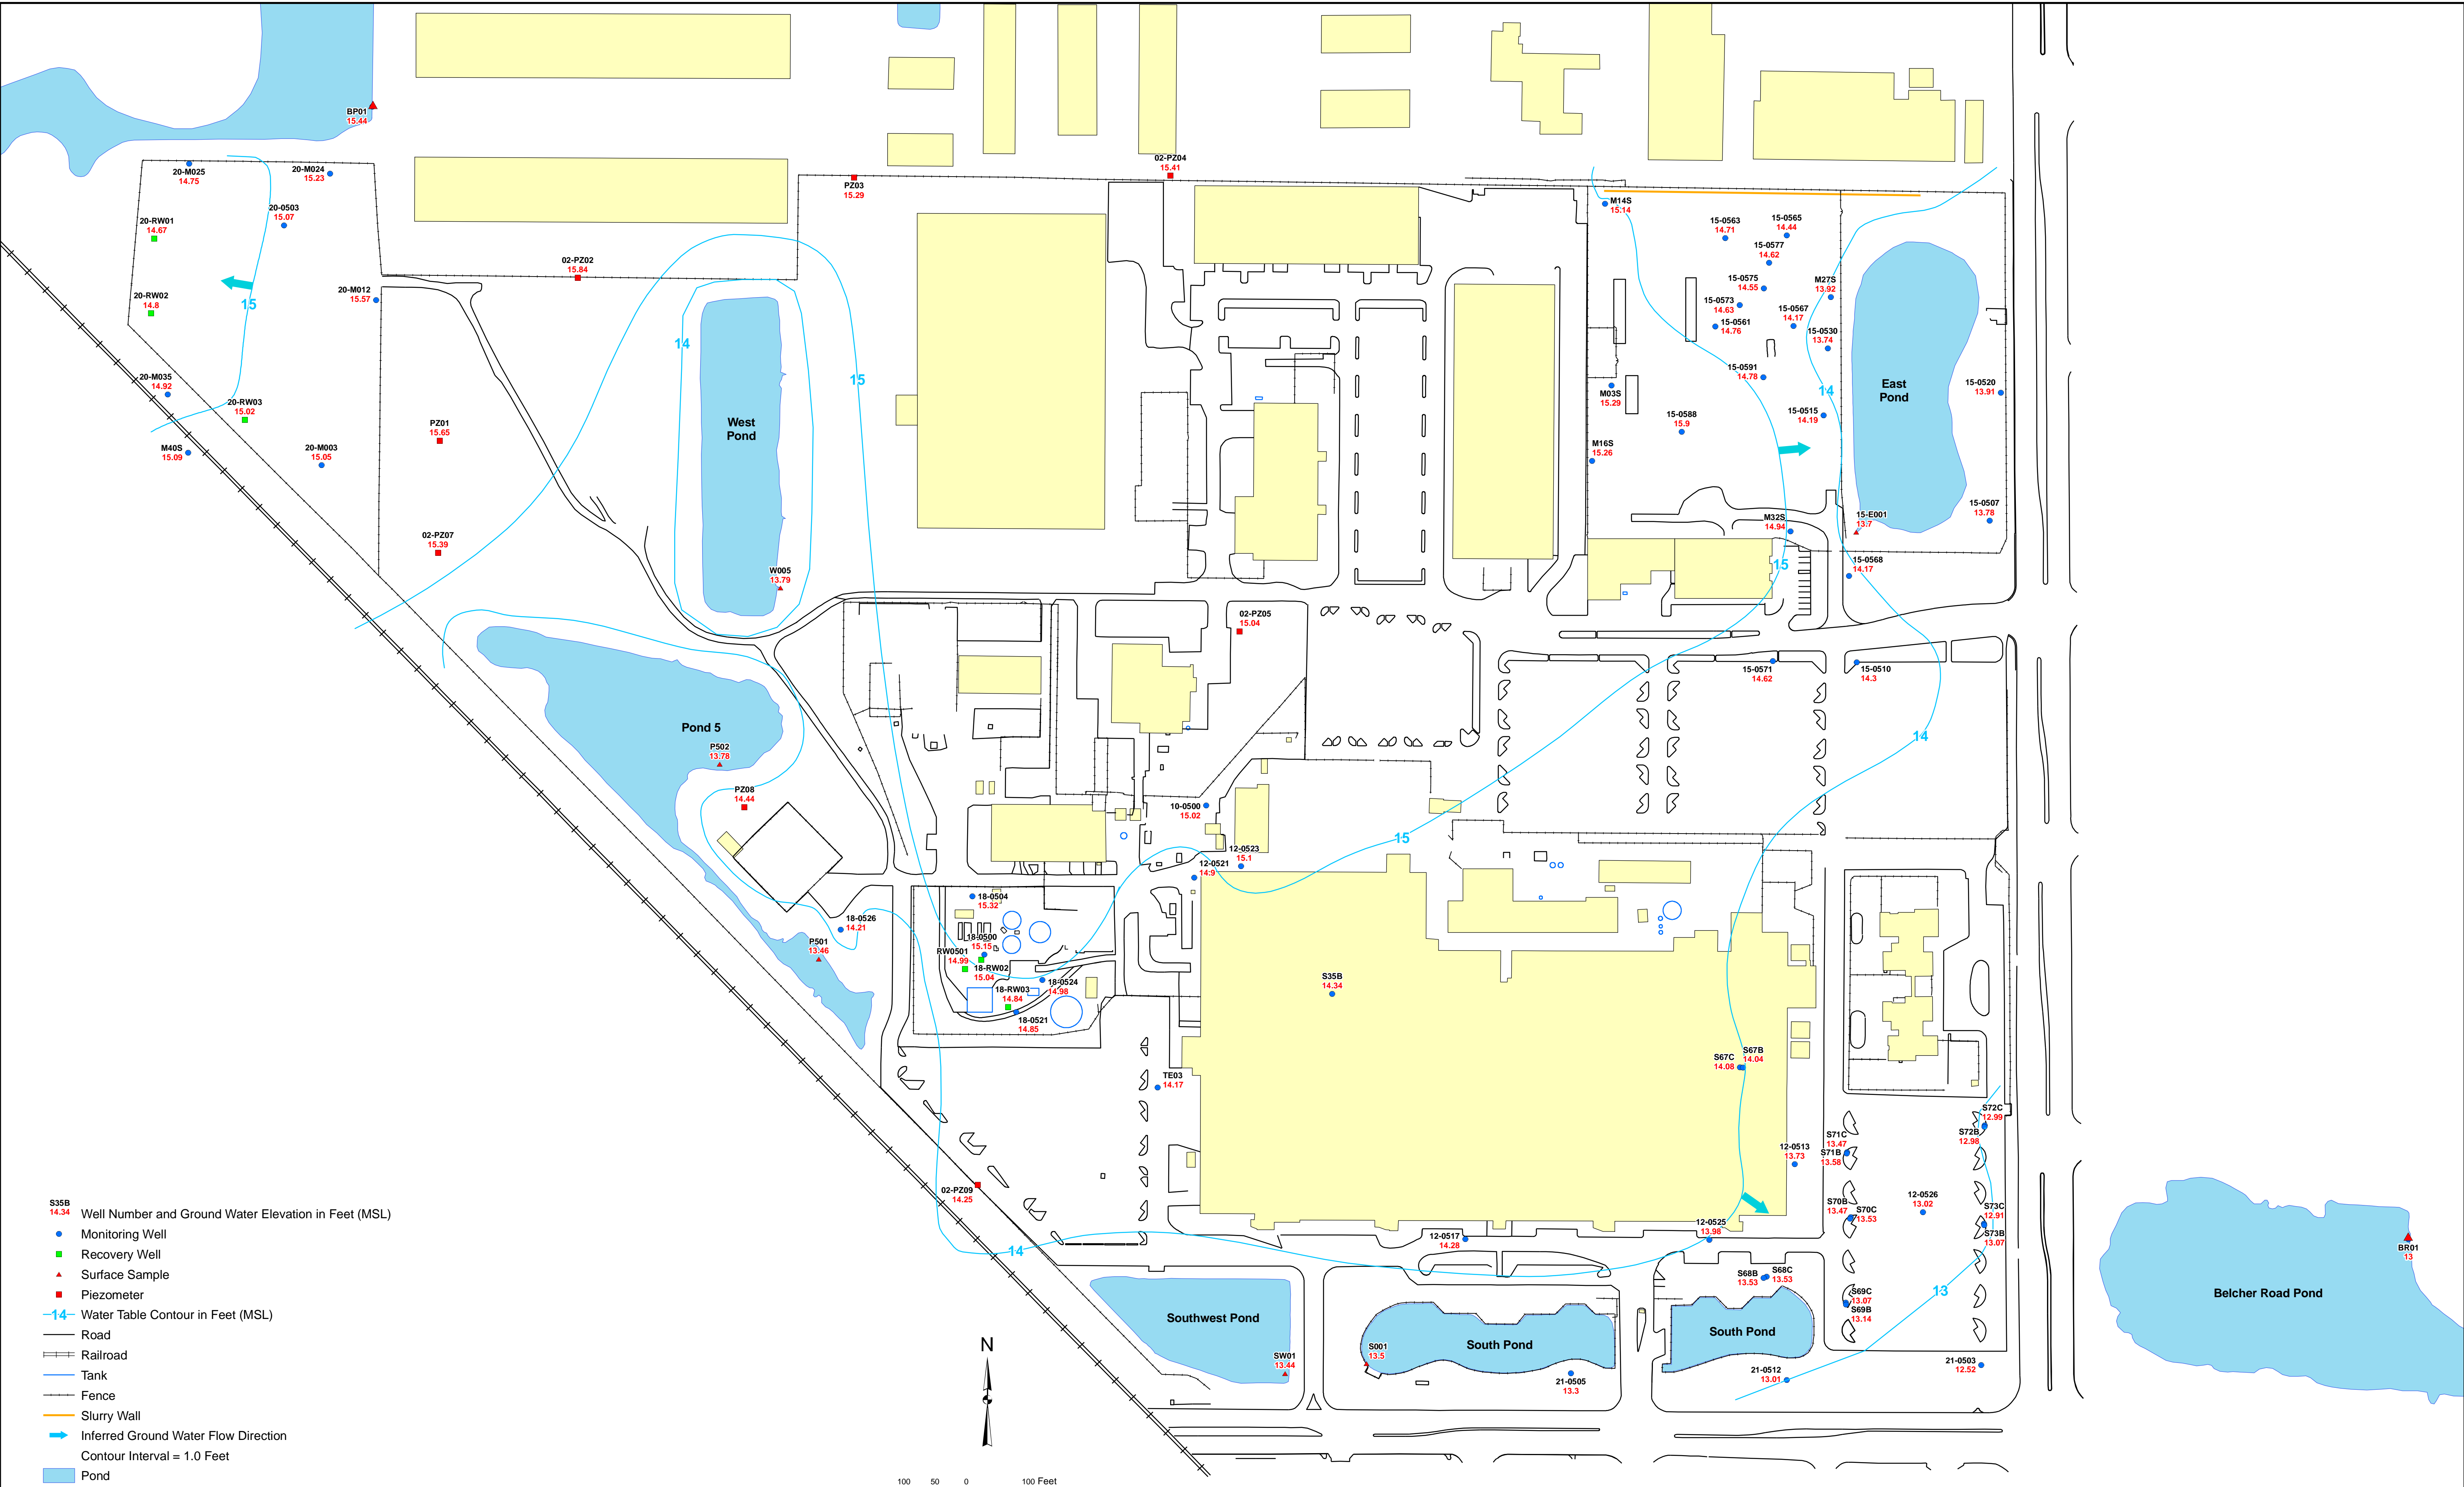 BP01
15.44
20-M025
14.75
20-M024
15.23
20-0503
15.07
20-RW01
14.67
20-RW02
14.8
15
20-M012
15.57
20-M035
14.92
20-RW03
15.02
M40S
15.09
20-M003
15.05
PZ01
15.65
02-PZ07
15.39
02-PZ02
15.84
PZ03
15.29
02-PZ04
15.41
14
15
West
Pond
W005
13.79
M14S
15.14
15-0563
14.71
15-0565
14.44
15-0577
14.62
15-0575
14.55
M27S
13.92
15-0573
14.63
15-0567
14.17
15-0561
14.76
15-0530
13.74
15-0591
14.78
14
East
Pond
15-0520
13.91
M03S
15.29
15-0588
15.9
15-0515
14.19
M16S
15.26
M32S
14.94
15-E001
13.7
15-0507
13.78
15
15-0568
14.17
02-PZ05
15.04
15-0571
14.62
15-0510
14.3
14
Pond 5
P502
13.78
PZ08
14.44
10-0500
15.02
15
12-0523
15.1
12-0521
14.9
18-0504
15.32
18-0526
14.21
P501
13.46
18-0500
15.15
RW0501
14.99
18-RW02
15.04
18-0524
14.98
18-RW03
14.84
18-0521
14.85
S35B
14.34
S67B
14.04
S67C
14.08
TE03
14.17
S72C
12.99
S72B
12.98
S71C
13.47
S71B
13.58
12-0513
13.73
02-PZ09
14.25
S70B
13.47
S70C
13.53
12-0526
13.02
S73C
12.91
S73B
13.07
12-0525
13.98
12-0517
14.28
14
S68B
13.53
S68C
13.53
S69C
13.07
S69B
13.14
13
BR01
13
Belcher Road Pond
Southwest Pond
SW01
13.44
S001
13.5
South Pond
South Pond
21-0505
13.3
21-0512
13.01
21-0503
12.52
N
100 50 0 100 Feet
S35B
14.34 Well Number and Ground Water Elevation in Feet (MSL)
Monitoring Well
Recovery Well
Surface Sample
Piezometer
14 Water Table Contour in Feet (MSL)
Road
Railroad
Tank
Fence
Slurry Wall
Inferred Ground Water Flow Direction
Contour Interval = 1.0 Feet
Pond